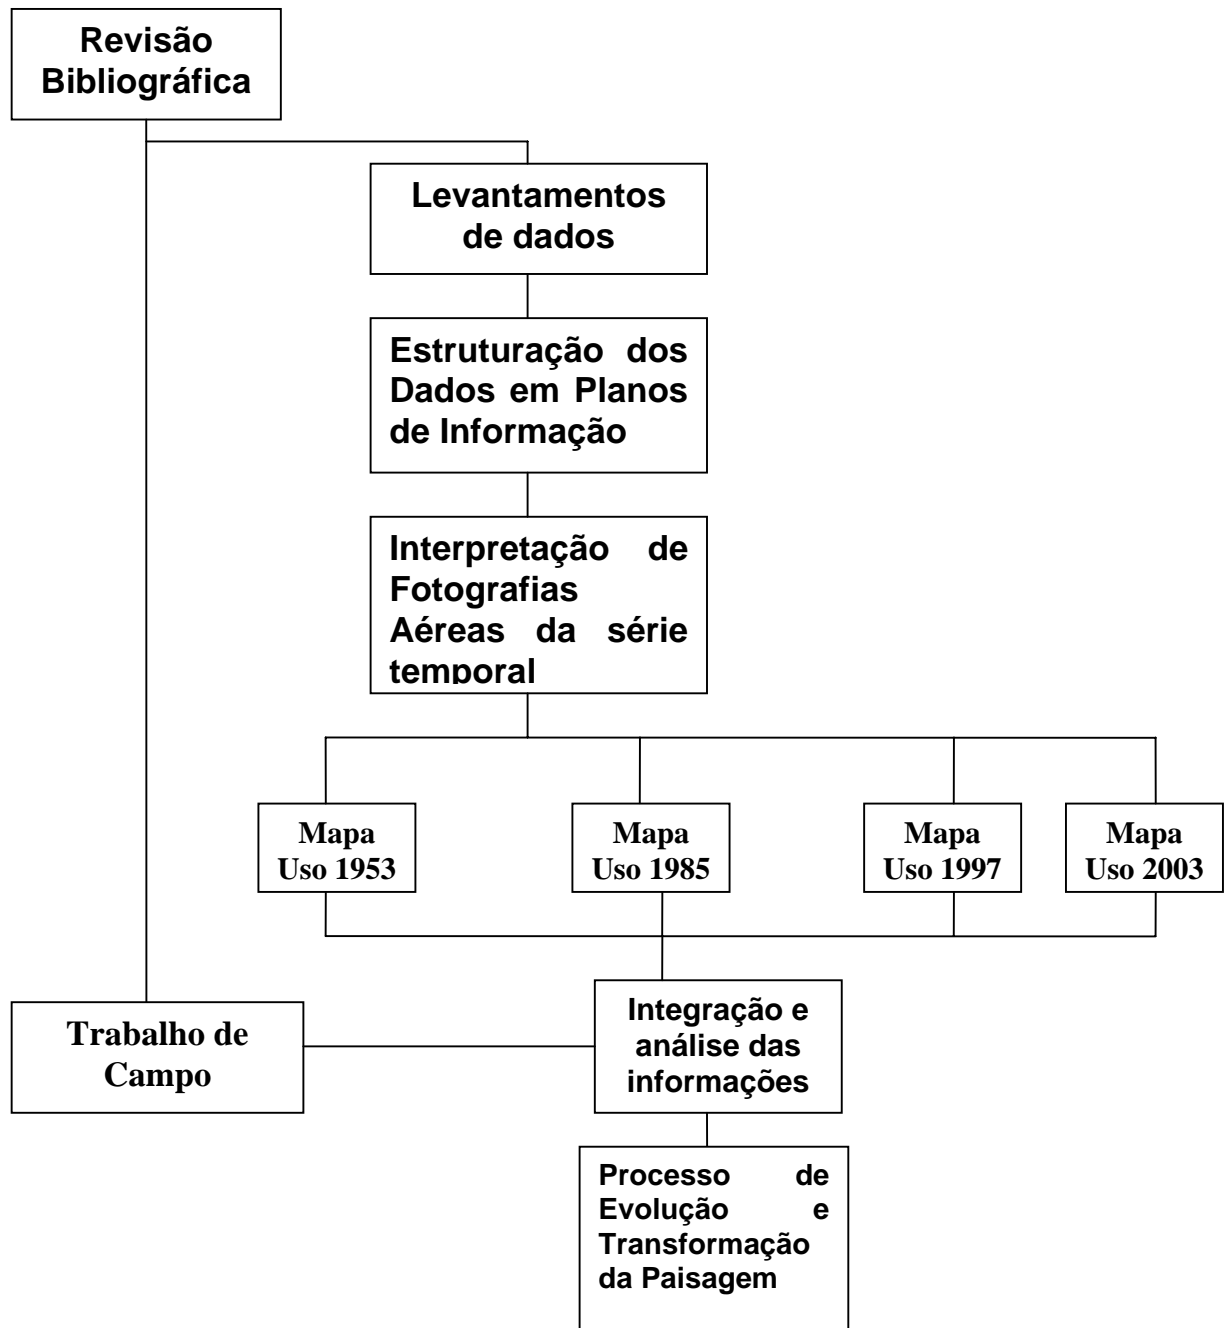 Revisão
Bibliográfica
Levantamentos
de dados
Estruturação dos
Dados em Planos
de Informação
Interpretação de
Fotografias
Aéreas da série
temporal
Mapa
Uso 1953
Mapa
Uso 1985
Mapa
Uso 1997
Mapa
Uso 2003
Trabalho de
Campo
Integração e
análise das
informações
Processo de
Evolução e
Transformação
da Paisagem